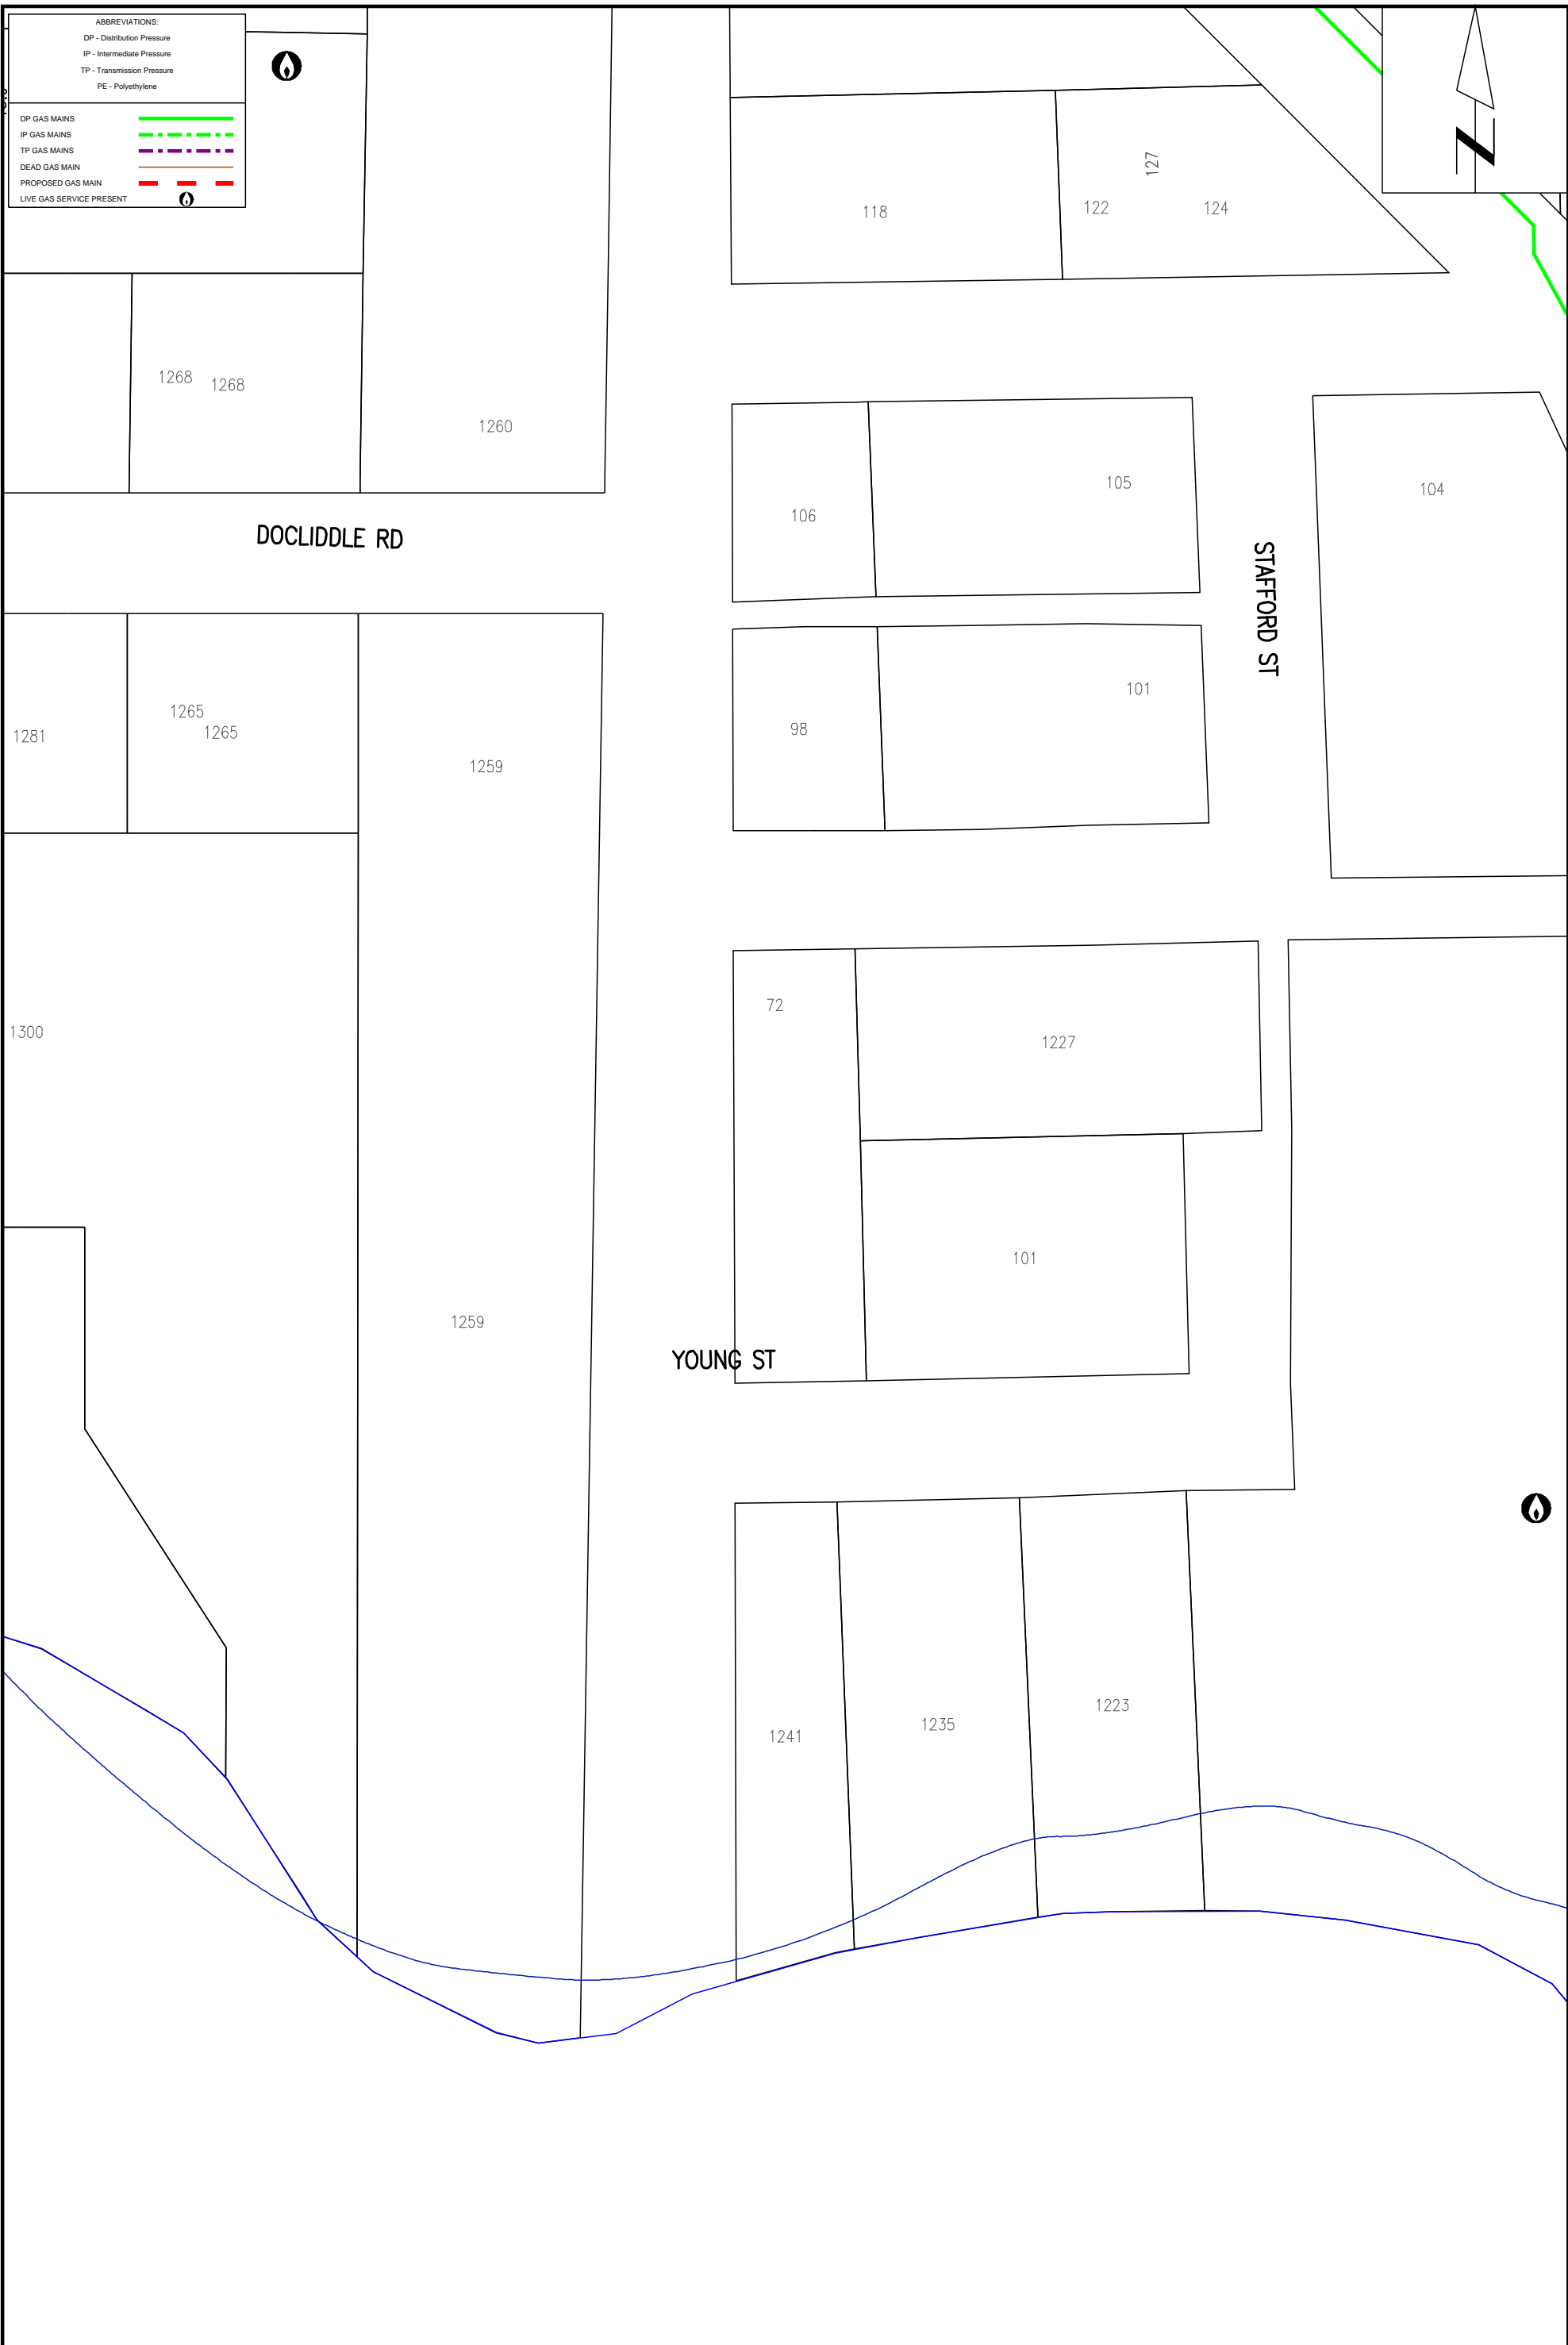 ABBREVIATIONS:
DP - Distribution Pressure
IP - Intermediate Pressure
TP - Transmission Pressure
PE - Polyethylene
DP GAS MAINS
IP GAS MAINS
TP GAS MAINS
DEAD GAS MAIN
PROPOSED GAS MAIN
LIVE GAS SERVICE PRESENT
N
127
118
122
124
1268
1268
1260
105
104
106
DOCLIDDLE RD
STAFFORD ST
101
1265
1265
98
1281
1259
72
1300
1227
101
1259
YOUNG ST
1223
1235
1241